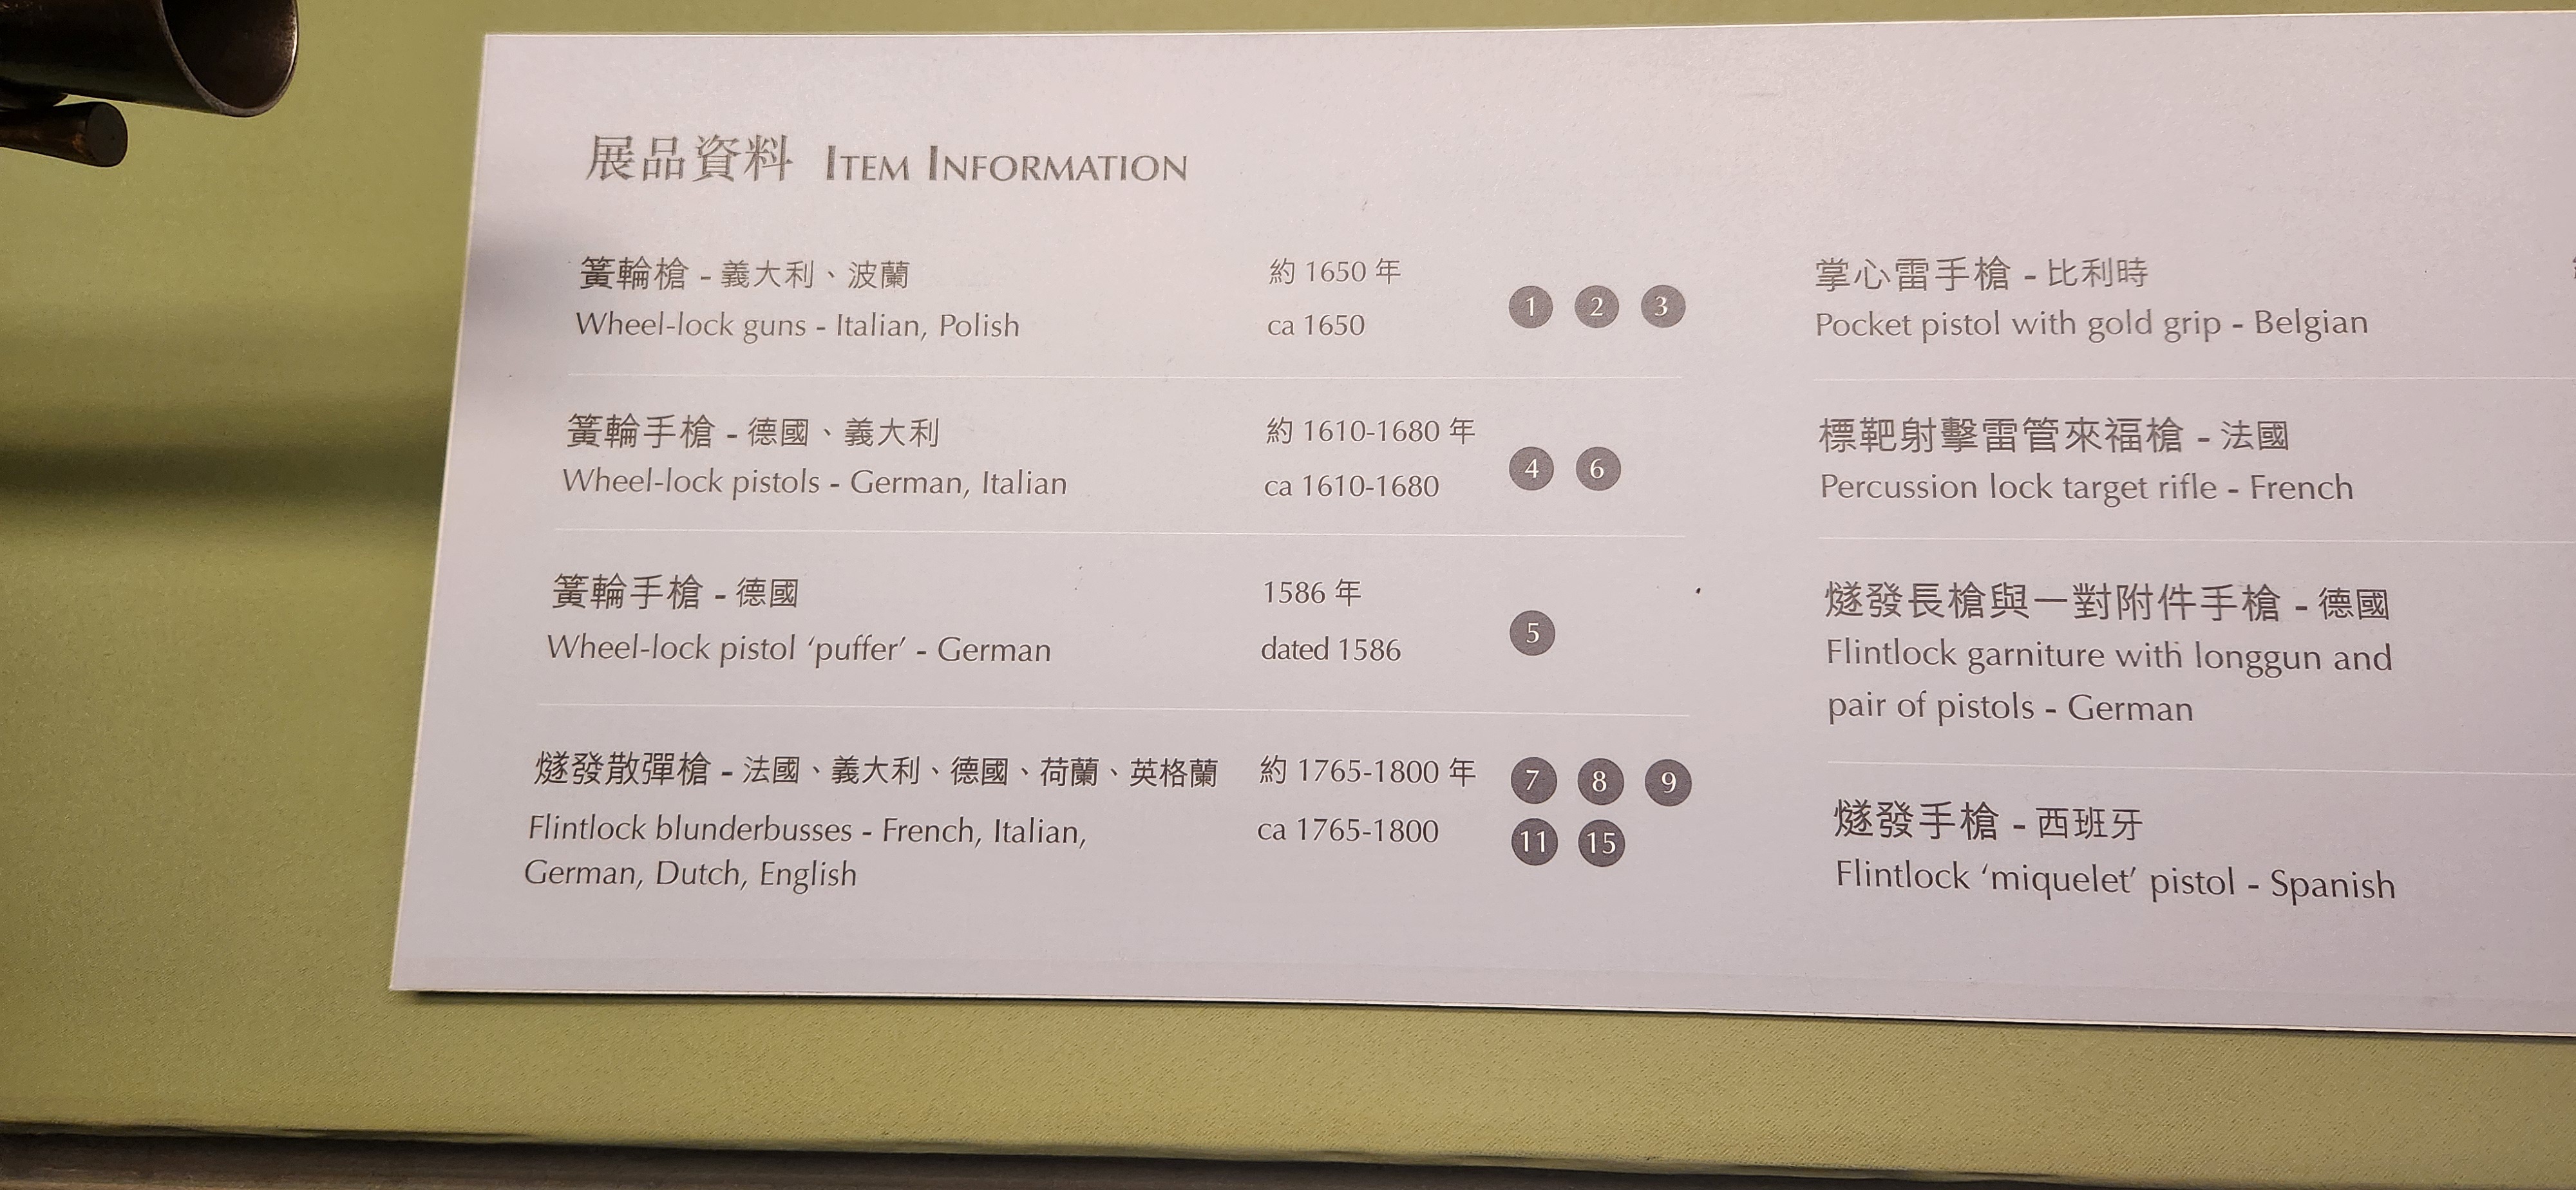 展品資料 ITEM INFORMATION
簧輪槍 - 義大利、波蘭 約 1650 年
Wheel-lock guns - Italian, Polish ca 1650
1 2 3
簧輪手槍 - 德國、義大利 約 1610-1680 年
Wheel-lock pistols - German, Italian ca 1610-1680
4 6
簧輪手槍 - 德國 1586 年
Wheel-lock pistol ‘puffer’ - German dated 1586
5
燧發散彈槍 - 法國、義大利、德國、荷蘭、英格蘭 約 1765-1800 年
Flintlock blunderbusses - French, Italian, ca 1765-1800
German, Dutch, English
7 8 9
11 15
掌心雷手槍 - 比利時
Pocket pistol with gold grip - Belgian
標靶射擊雷管來福槍 - 法國
Percussion lock target rifle - French
燧發長槍與一對附件手槍 - 德國
Flintlock garniture with longgun and
pair of pistols - German
燧發手槍 - 西班牙
Flintlock ‘miquelet’ pistol - Spanish